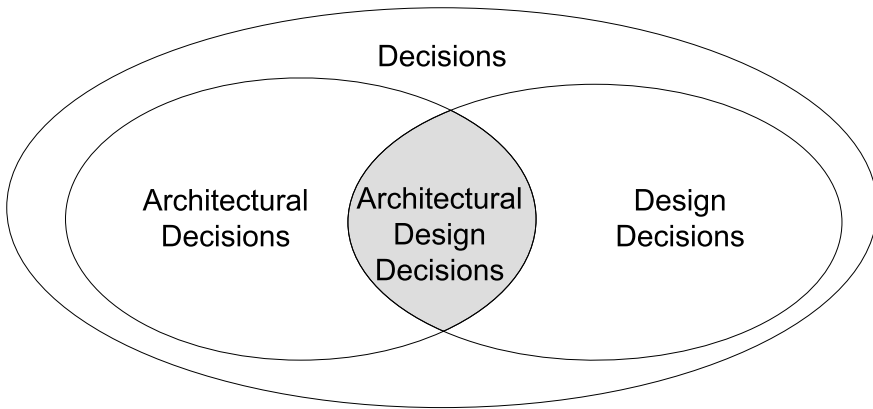 Decisions
Architectural
Decisions
Architectural
Design
Decisions
Design
Decisions